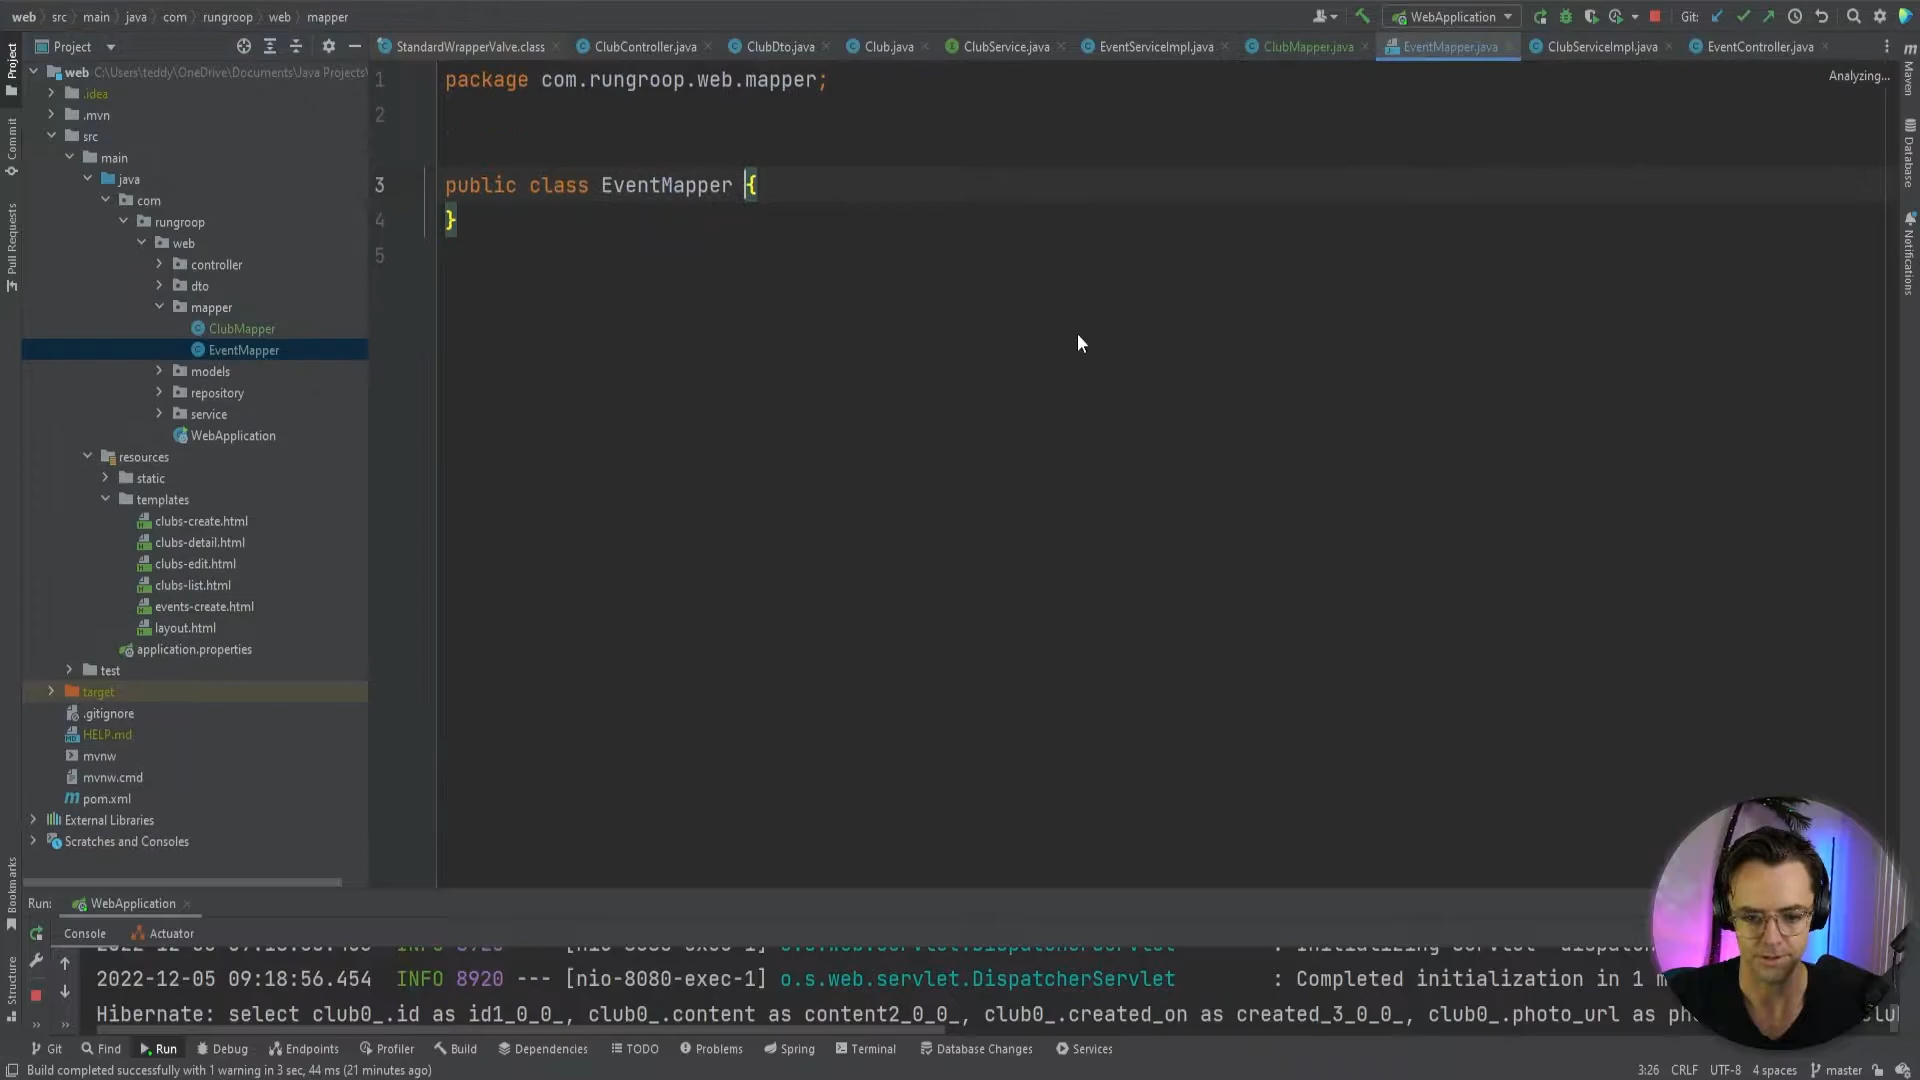 web src main java com rungroop web mapper
WebApplication Git:
Project
StandardWrapperValve.class ClubController.java ClubDto.java Club.java ClubService.java EventServiceImpl.java ClubMapper.java EventMapper.java ClubServiceImpl.java EventController.java
Analyzing...
web C:\Users\teddy\OneDrive\Documents\Java Projects\
.idea
.mvn
src
main
java
com
rungroop
web
controller
dto
mapper
ClubMapper
EventMapper
models
repository
service
WebApplication
resources
static
templates
clubs-create.html
clubs-detail.html
clubs-edit.html
clubs-list.html
events-create.html
layout.html
application.properties
test
target
.gitignore
HELP.md
mvnw
mvnw.cmd
pom.xml
External Libraries
Scratches and Consoles
1 package com.rungroop.web.mapper;
2
3 public class EventMapper {
4 }
5
Project
Commit
Pull Requests
Bookmarks
Structure
Maven
Database
Notifications
Run: WebApplication
Console Actuator
2022-12-05 09:18:56.454 INFO 8920 --- [nio-8080-exec-1] o.s.web.servlet.DispatcherServlet : Completed initialization in 1 m
Hibernate: select club0_.id as id1_0_0_, club0_.content as content2_0_0_, club0_.created_on as created_3_0_0_, club0_.photo_url as
Git Find Run Debug Endpoints Profiler Build Dependencies TODO Problems Spring Terminal Database Changes Services
Build completed successfully with 1 warning in 3 sec, 44 ms (21 minutes ago)
3:26 CRLF UTF-8 4 spaces master